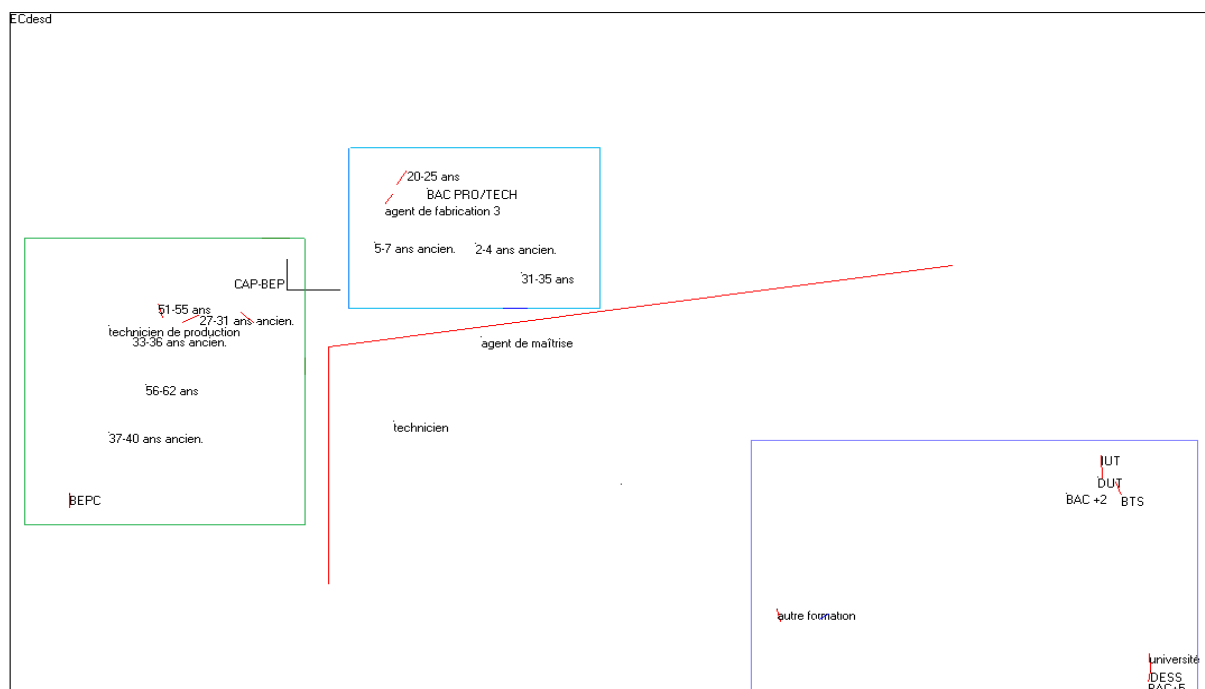 ECdesd
20-25 ans
BAC PRO/TECH
agent de fabrication 3
5-7 ans ancien.
2-4 ans ancien.
31-35 ans
CAP-BEP
51-55 ans
27-31 ans ancien.
technicien de production
33-36 ans ancien.
agent de maîtrise
56-62 ans
technicien
37-40 ans ancien.
BEPC
IUT
DUT
BAC +2
BTS
autre formation
université
DESS
BAC+5